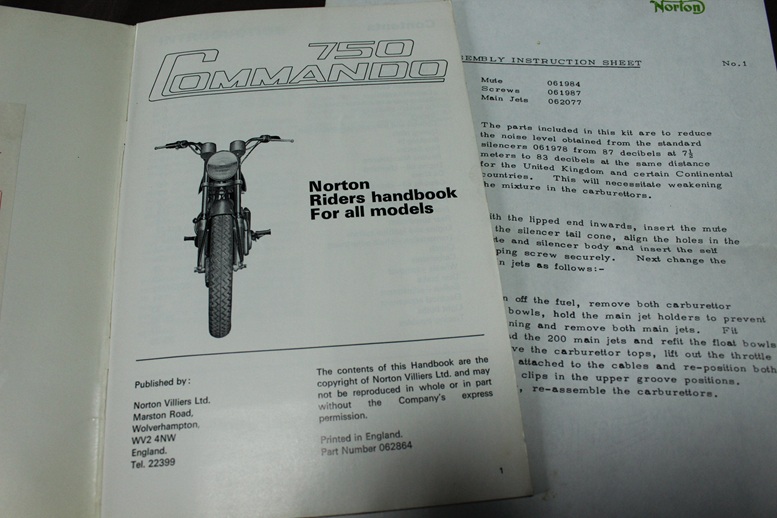 750
COMMANDO
Norton
Riders handbook
For all models
Published by:
Norton Villiers Ltd.
Marston Road,
Wolverhampton,
WV2 4NW
England.
Tel. 22399
The contents of this Handbook are the
copyright of Norton Villiers Ltd. and may
not be reproduced in whole or in part
without the Company's express
permission.
Printed in England.
Part Number 062864
1
Norton
SEMBLY INSTRUCTION SHEET No.1
Mute 061984
Screws 061987
Main Jets 062077
The parts included in this kit are to reduce
the noise level obtained from the standard
silencers 061978 from 87 decibels at 7½
meters to 83 decibels at the same distance
for the United Kingdom and certain Continental
countries. This will necessitate weakening
he mixture in the carburettors.
ith the lipped end inwards, insert the mute
the silencer tail cone, align the holes in the
te and silencer body and insert the self
ping screw securely. Next change the
n jets as follows:-
n off the fuel, remove both carburettor
bowls, hold the main jet holders to prevent
ning and remove both main jets. Fit
d the 200 main jets and refit the float bowls
ve the carburettor tops, lift out the throttle
attached to the cables and re-position both
clips in the upper groove positions.
, re-assemble the carburettors.